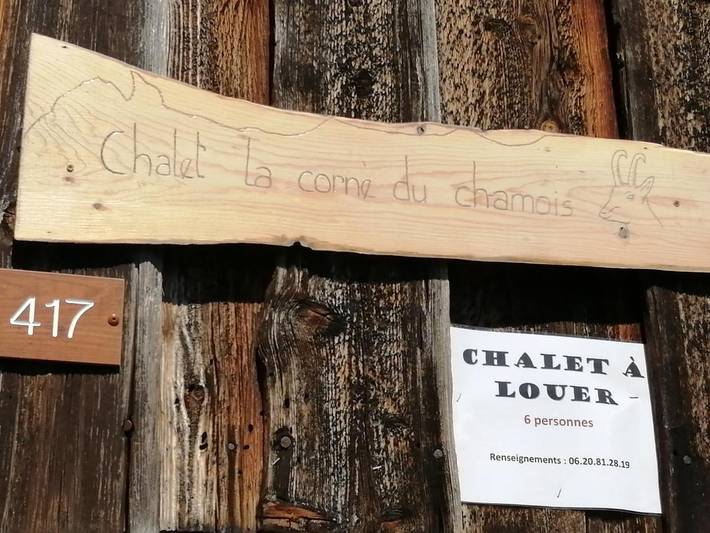 Chalet la corne du chamois
417
CHALET À
LOUER
6 personnes
Renseignements : 06.20.81.28.19